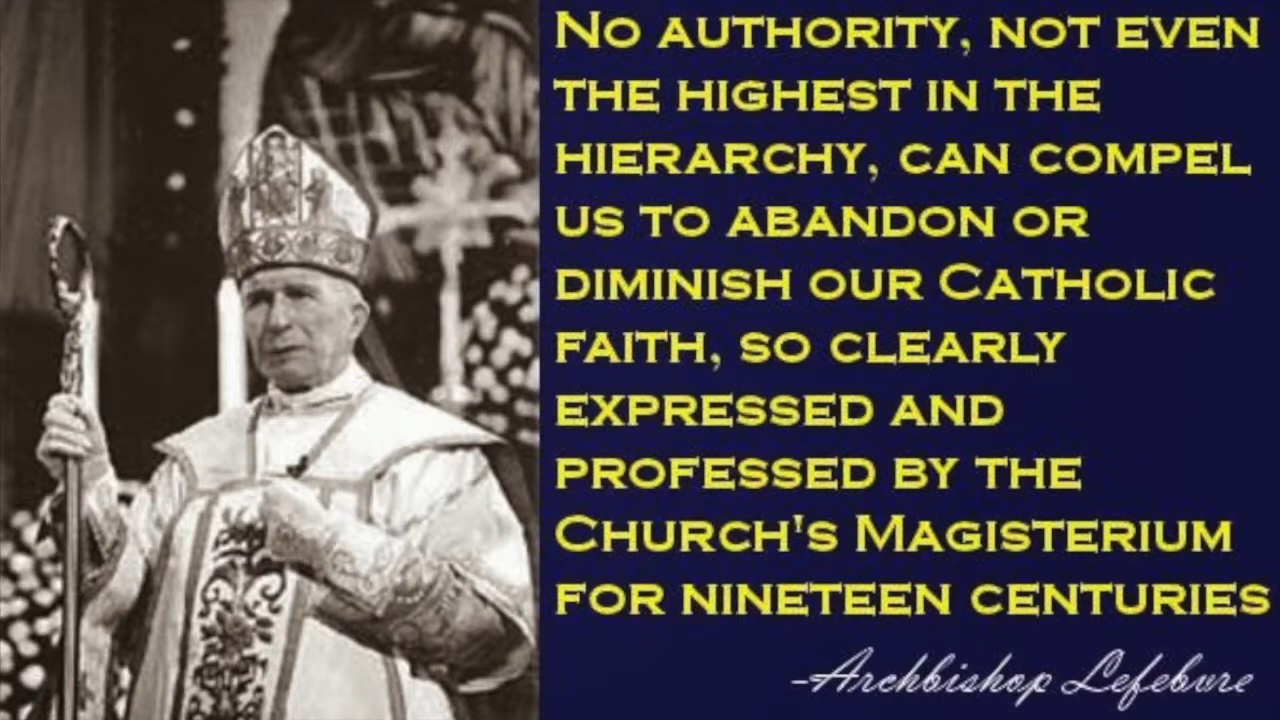 No authority, not even
the highest in the
hierarchy, can compel
us to abandon or
diminish our Catholic
faith, so clearly
expressed and
professed by the
Church's Magisterium
for nineteen centuries
-Archbishop Lefebvre